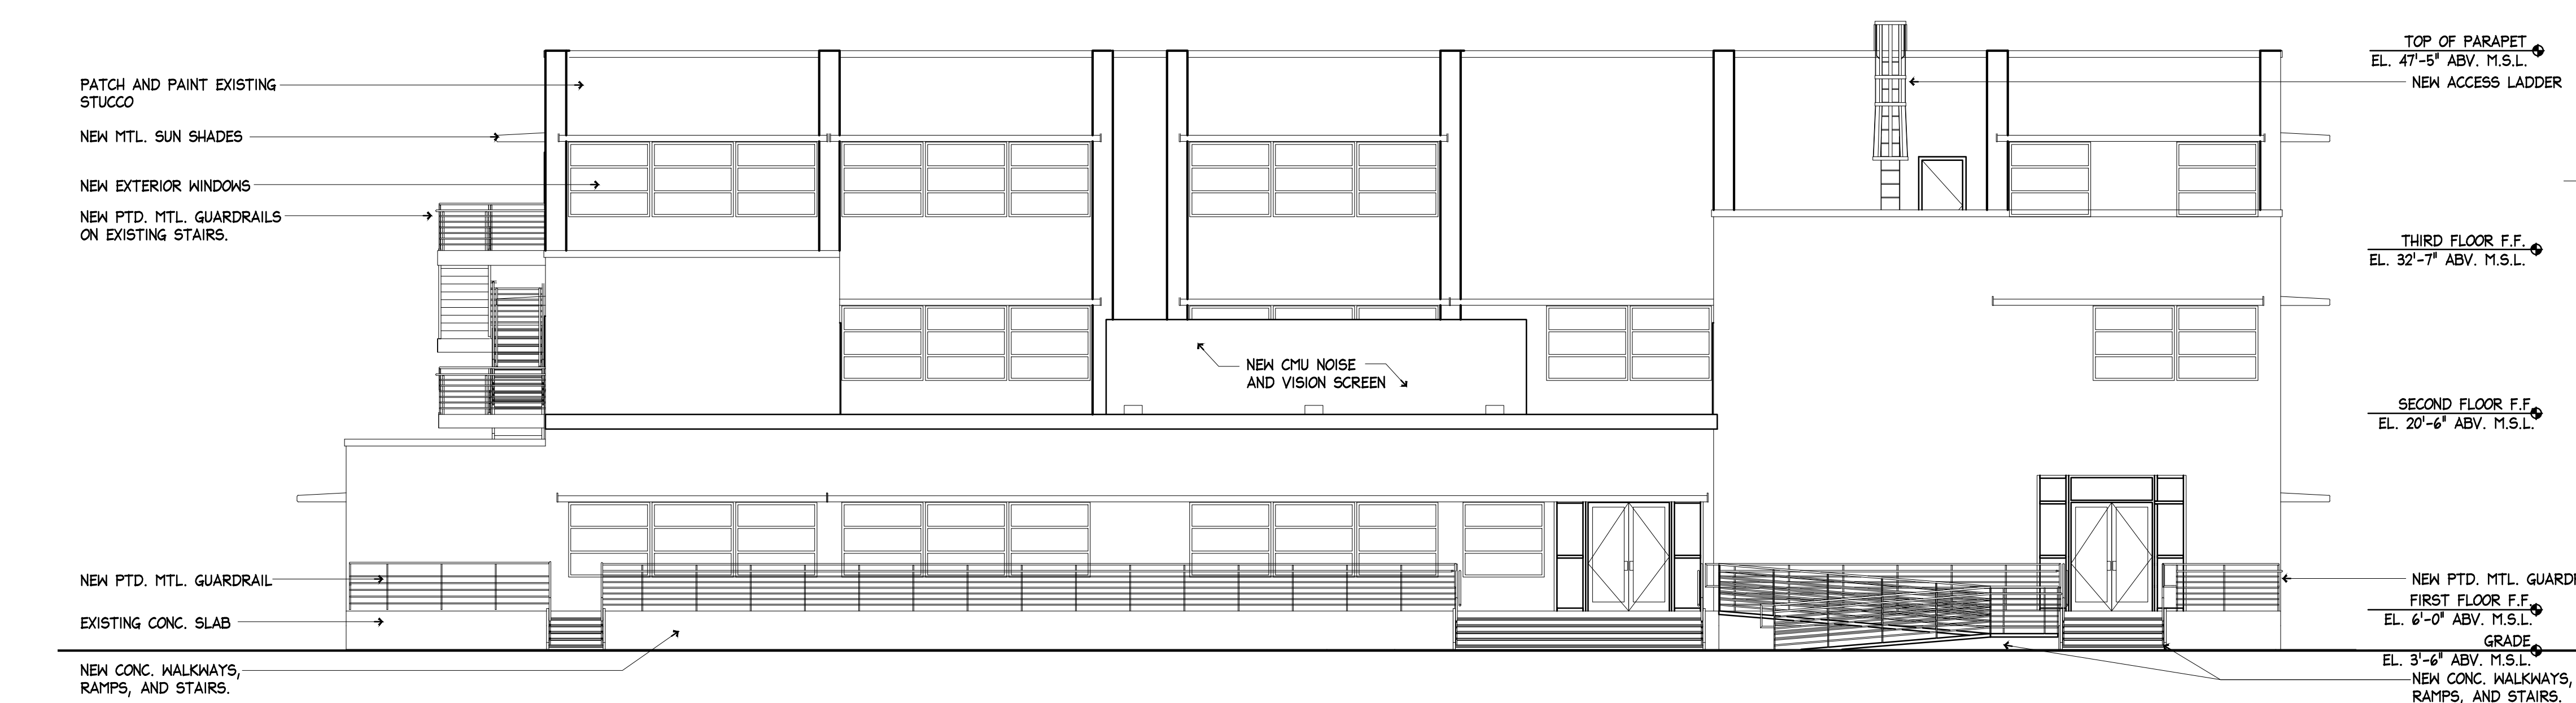 PATCH AND PAINT EXISTING
STUCCO
NEW MTL. SUN SHADES
NEW EXTERIOR WINDOWS
NEW PTD. MTL. GUARDRAILS
ON EXISTING STAIRS.
NEW PTD. MTL. GUARDRAIL
EXISTING CONC. SLAB
NEW CONC. WALKWAYS,
RAMPS, AND STAIRS.
NEW CMU NOISE
AND VISION SCREEN
TOP OF PARAPET
EL. 47'-5" ABV. M.S.L.
NEW ACCESS LADDER
THIRD FLOOR F.F.
EL. 32'-7" ABV. M.S.L.
SECOND FLOOR F.F.
EL. 20'-6" ABV. M.S.L.
NEW PTD. MTL.
FIRST FLOOR F.F.
EL. 6'-0" ABV. M.S.L.
GRADE
EL. 3'-6" ABV. M.S.L.
NEW CONC. WALKWAYS,
RAMPS, AND STAIRS.